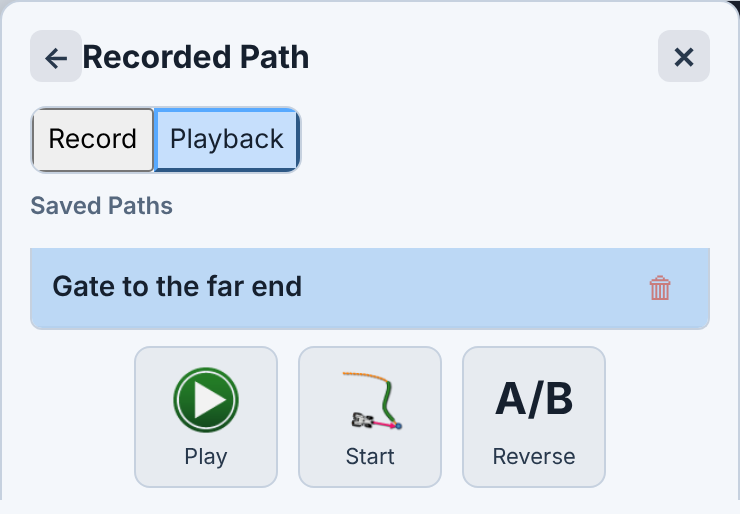 Recorded Path
Record Playback
Saved Paths
Gate to the far end
A/B
Play Start Reverse